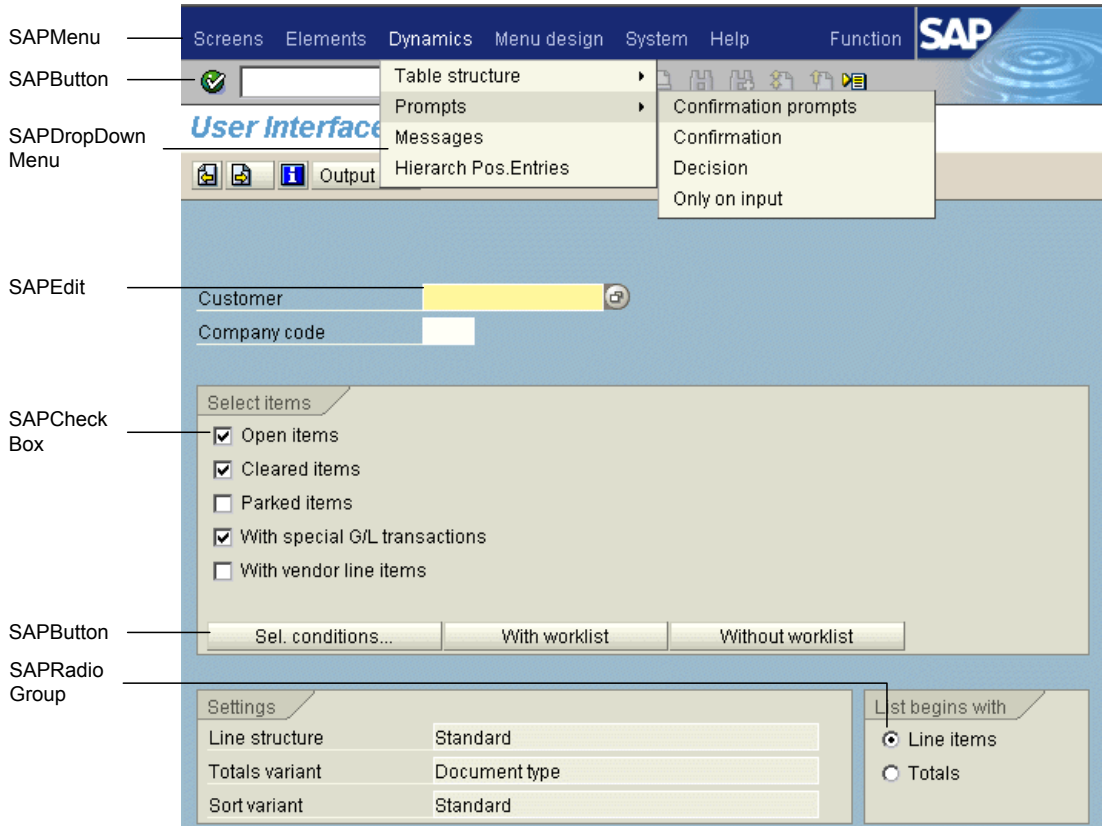 SAPMenu
Screens Elements Dynamics Menu design System Help Function SAP
SAPButton
Table structure
Prompts
Messages
Hierarch Pos.Entries
Confirmation prompts
Confirmation
Decision
Only on input
SAPDropDown
Menu
User Interface
Output
SAPEdit
Customer
Company code
Select items
SAPCheck
Box
Open items
Cleared items
Parked items
With special G/L transactions
With vendor line items
SAPButton
Sel. conditions... With worklist Without worklist
SAPRadio
Group
Settings
Line structure Standard
Totals variant Document type
Sort variant Standard
List begins with
Line items
Totals